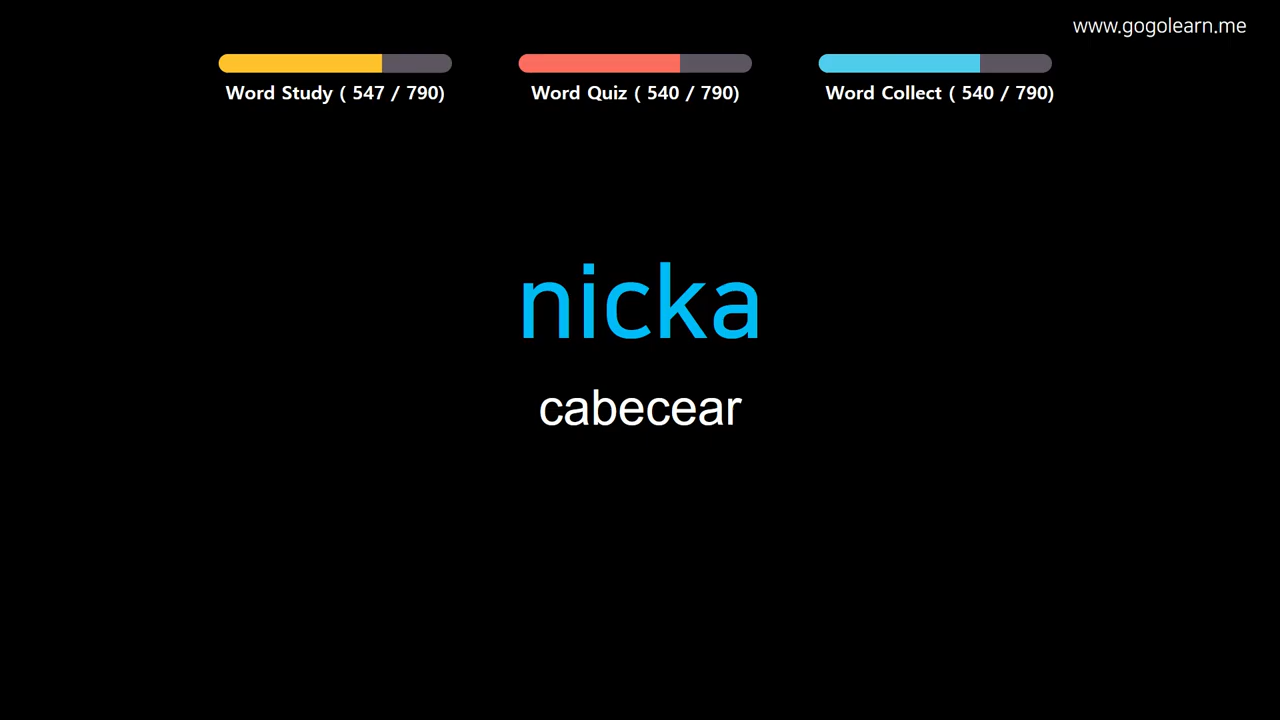 www.gogolearn.me
Word Study ( 547 / 790)
Word Quiz ( 540 / 790)
Word Collect ( 540 / 790)
nicka
cabecear